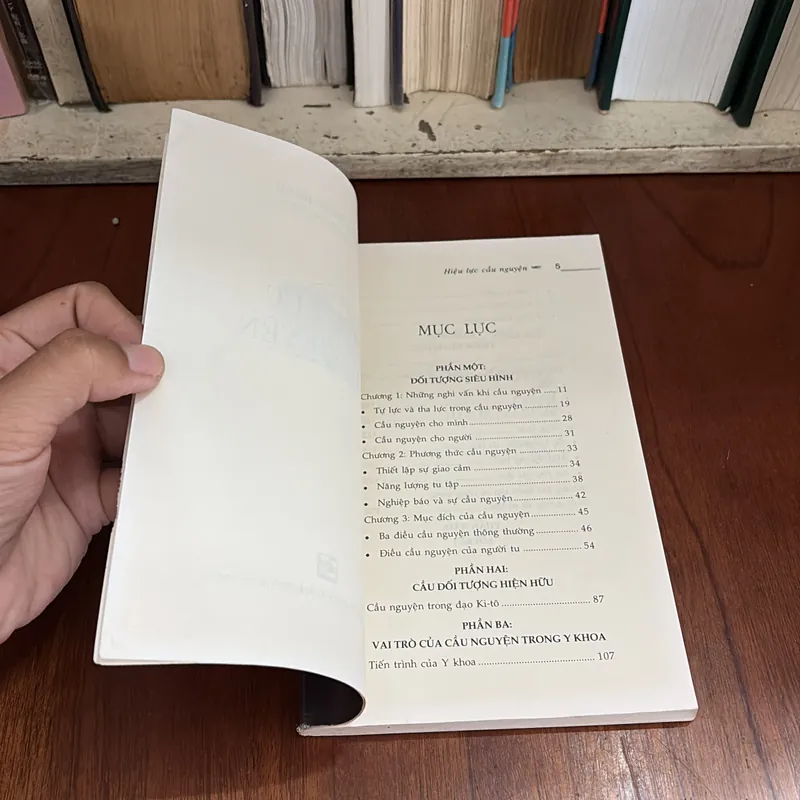 Hiệu lực cầu nguyện 5
MỤC LỤC
PHẦN MỘT:
ĐỐI TƯỢNG SIÊU HÌNH
Chương 1: Những nghi vấn khi cầu nguyện ..... 11
• Tự lực và tha lực trong cầu nguyện .............. 19
• Cầu nguyện cho mình ...................................... 28
• Cầu nguyện cho người .................................... 31
Chương 2: Phương thức cầu nguyện .................. 33
• Thiết lập sự giao cảm ...................................... 34
• Năng lượng tu tập ............................................ 38
• Nghiệp báo và sự cầu nguyện ........................ 42
Chương 3: Mục đích của cầu nguyện .................. 45
• Ba điều cầu nguyện thông thường ................ 46
• Điều cầu nguyện của người tu ....................... 54
PHẦN HAI:
CẦU ĐỐI TƯỢNG HIỆN HỮU
Cầu nguyện trong đạo Ki-tô .................................. 87
PHẦN BA:
VAI TRÒ CỦA CẦU NGUYỆN TRONG Y KHOA
Tiến trình của Y khoa .......................................... 107